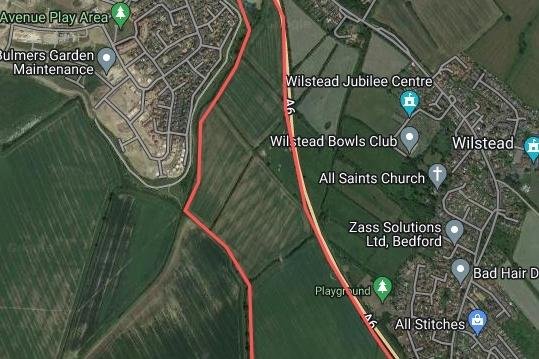 Avenue Play Area
Bulmers Garden
Maintenance
Wilstead Jubilee Centre
A6
Wilstead Bowls Club
Wilstead
All Saints Church
Zass Solutions
Ltd, Bedford
Bad Hair D
Playground
A6
All Stitches